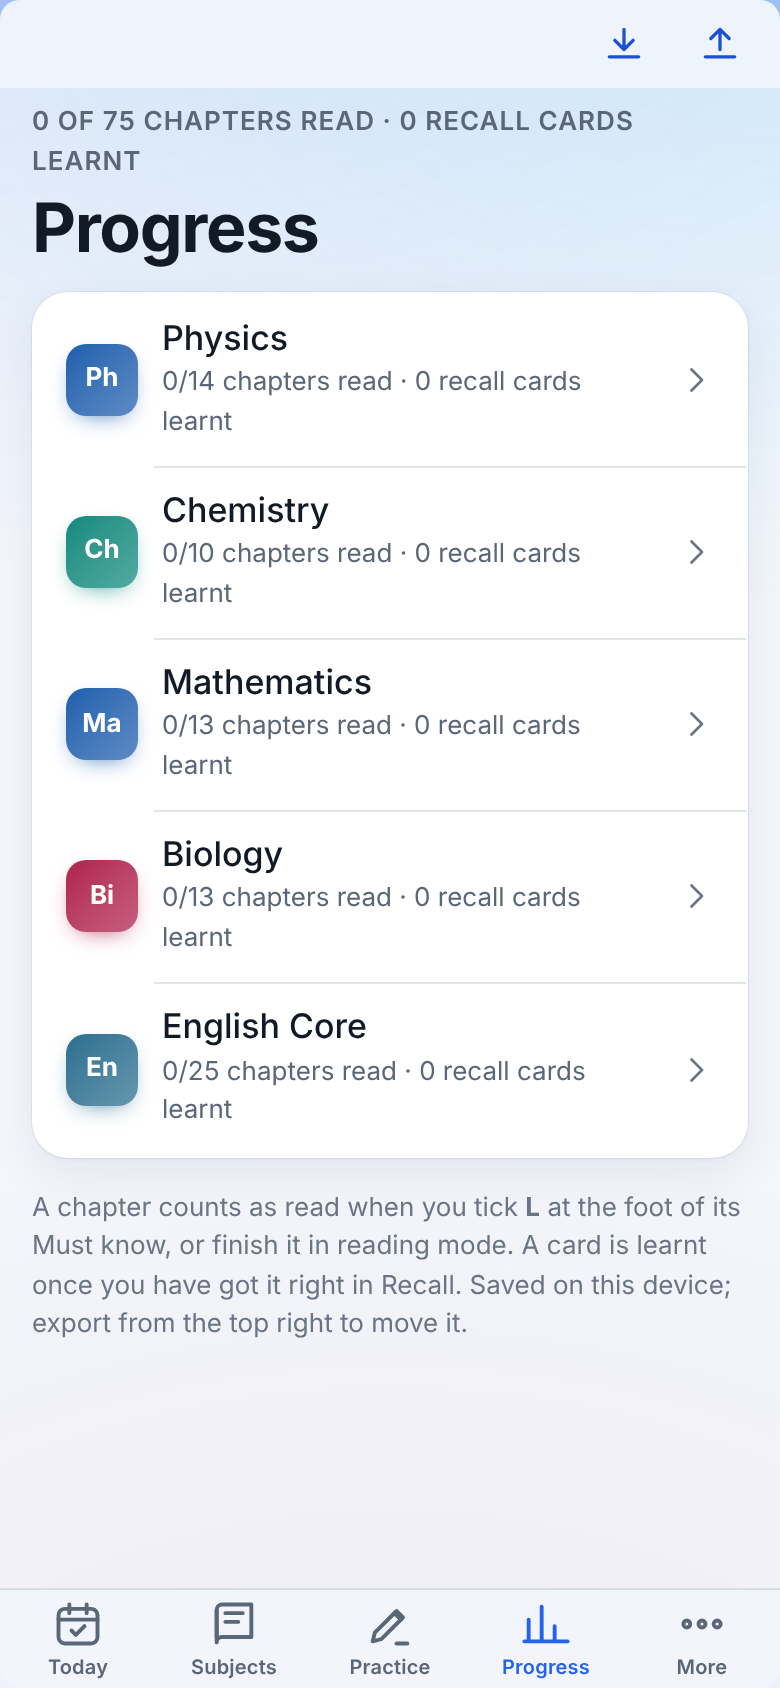 0 OF 75 CHAPTERS READ · 0 RECALL CARDS
LEARNT
Progress
Ph
Physics
0/14 chapters read · 0 recall cards
learnt
Ch
Chemistry
0/10 chapters read · 0 recall cards
learnt
Ma
Mathematics
0/13 chapters read · 0 recall cards
learnt
Bi
Biology
0/13 chapters read · 0 recall cards
learnt
En
English Core
0/25 chapters read · 0 recall cards
learnt
A chapter counts as read when you tick L at the foot of its
Must know, or finish it in reading mode. A card is learnt
once you have got it right in Recall. Saved on this device;
export from the top right to move it.
Today
Subjects
Practice
Progress
More